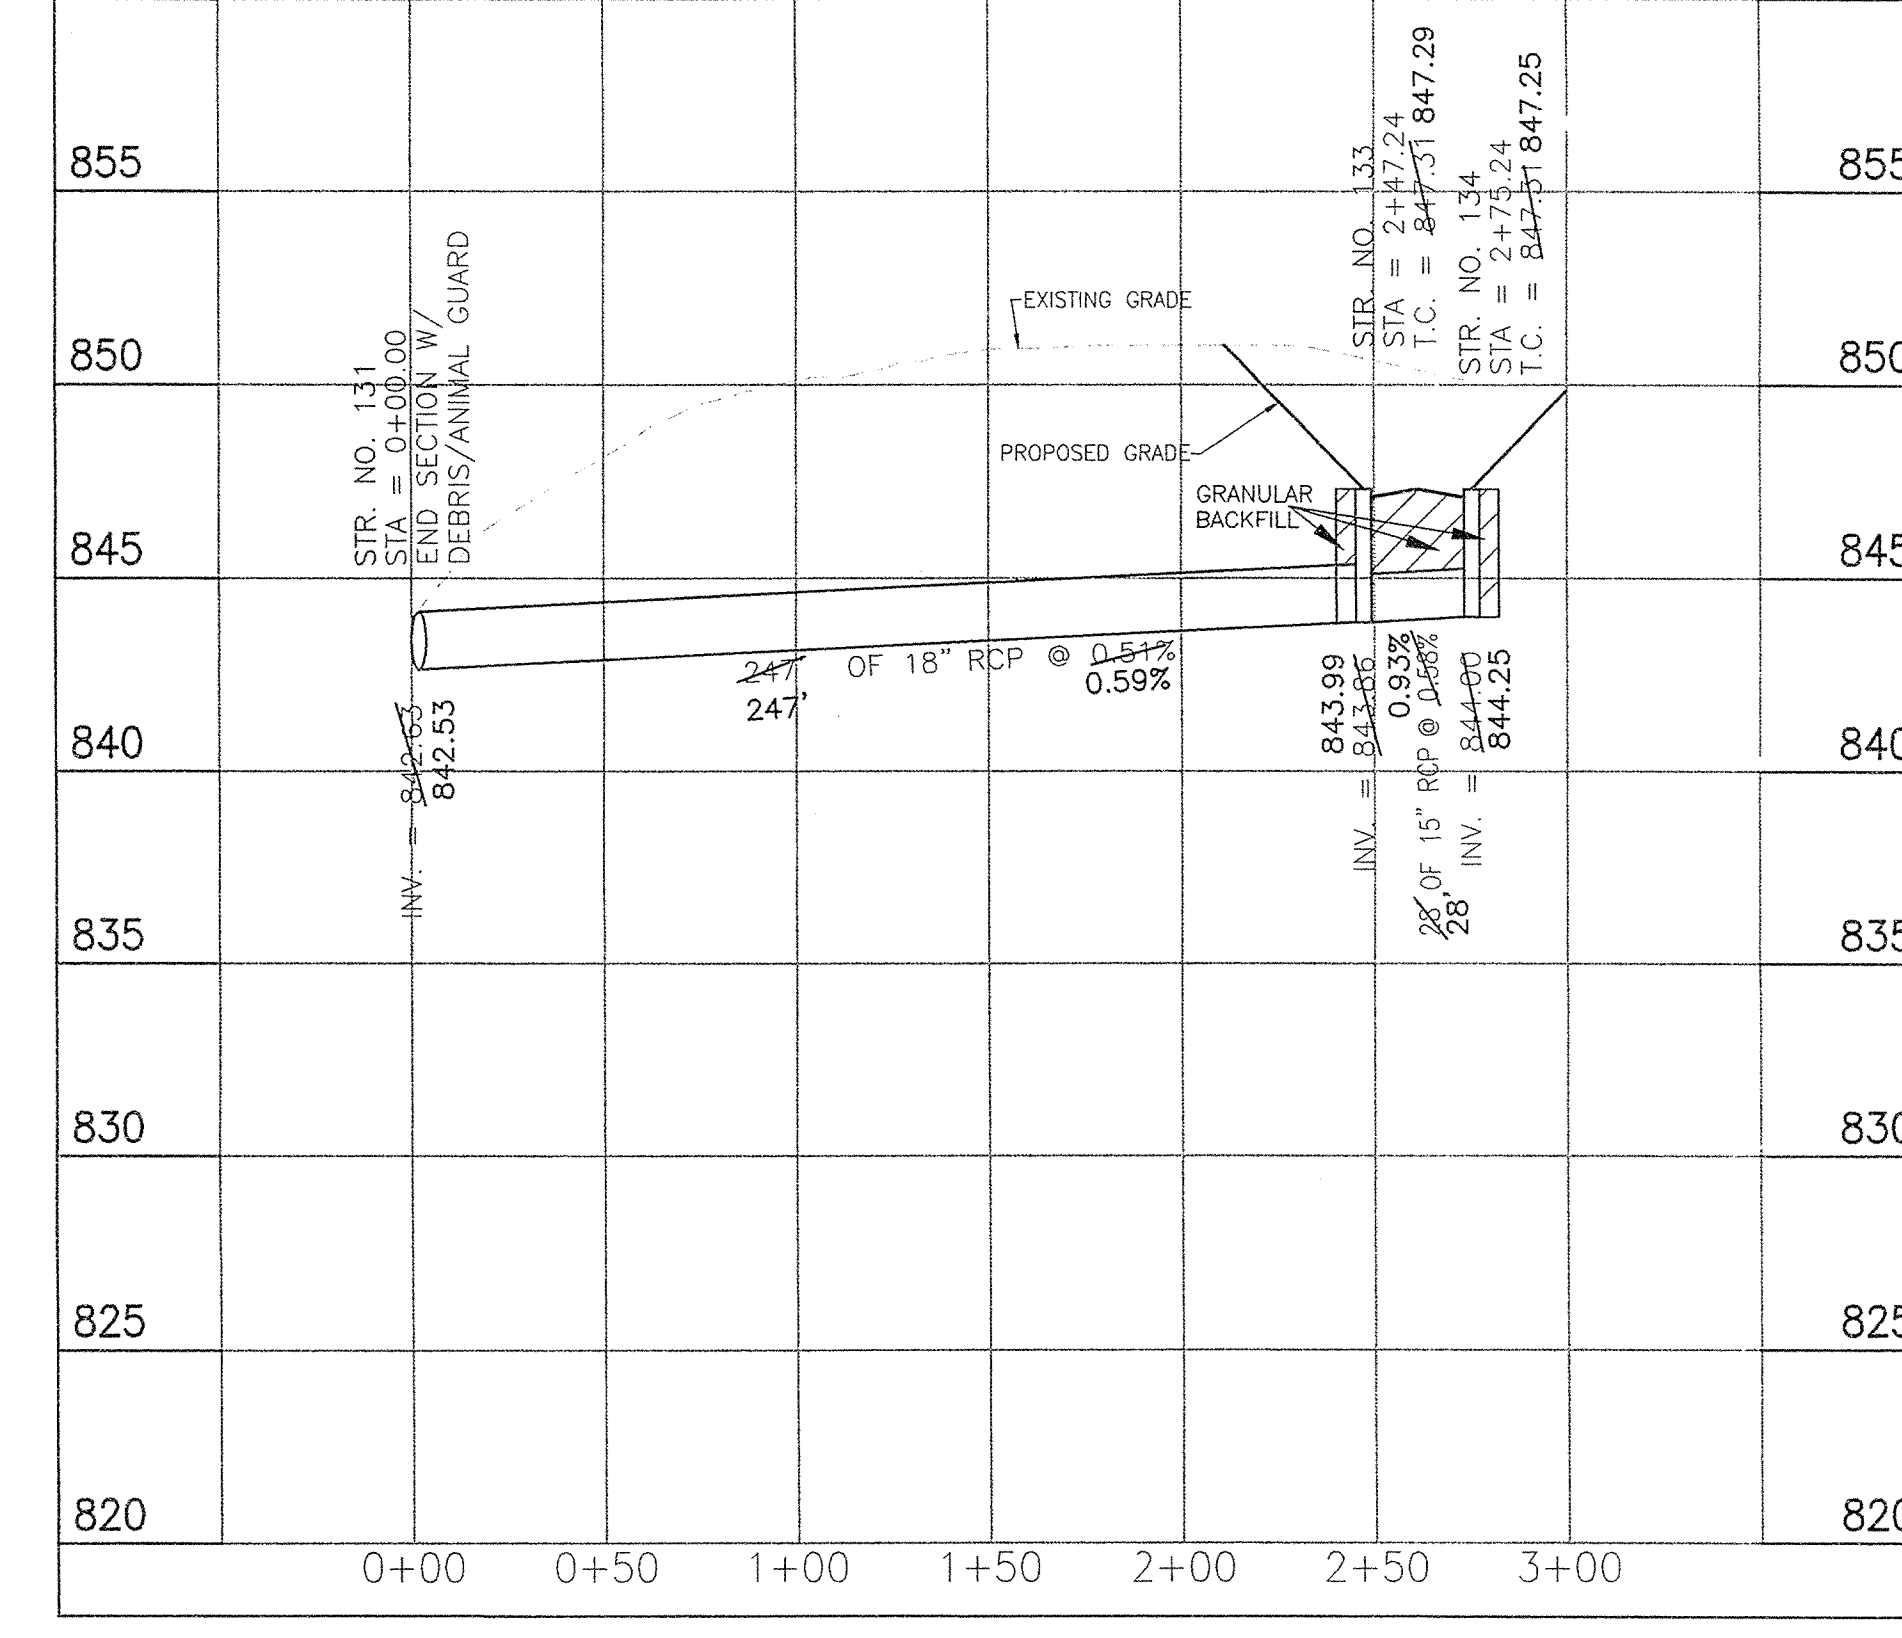 855
850
845
840
835
830
825
820
855
850
845
840
835
830
825
820
STR. NO. 131
STA = 0+00.00
END SECTION W/
DEBRIS/ANIMAL GUARD
EXISTING GRADE
PROPOSED GRADE
GRANULAR
BACKFILL
STR. NO. 133
STA = 2+47.24
T.C. = 847.31 847.29
STR. NO. 134
STA = 2+75.24
T.C. = 847.31 847.25
247' OF 18" RCP @ 0.51%
247'
0.59%
INV. = 842.63
842.53
843.99
INV. = 843.86
0.93%
28' OF 15" RCP @ 0.58%
28'
INV. = 844.00
844.25
0+00 0+50 1+00 1+50 2+00 2+50 3+00